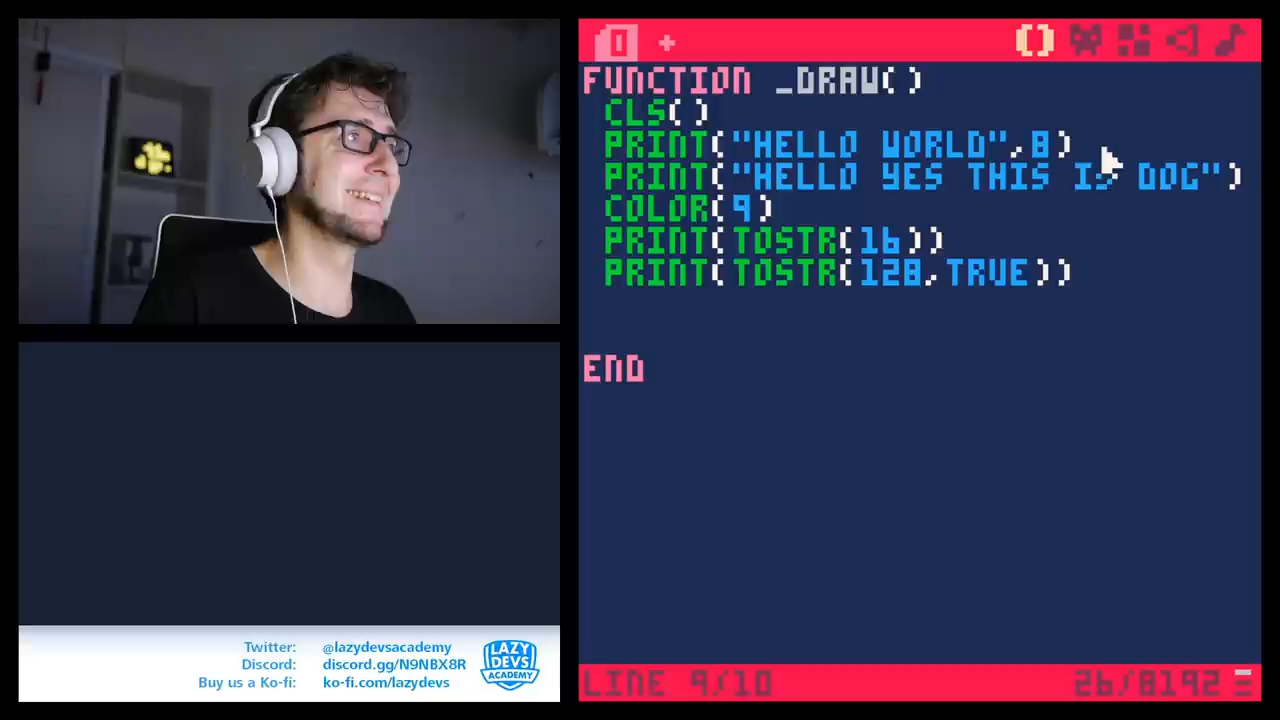 FUNCTION _DRAW()
CLS()
PRINT("HELLO WORLD",8)
PRINT("HELLO YES THIS IS DOG")
COLOR(9)
PRINT(TOSTR(16))
PRINT(TOSTR(128,TRUE))
END
LINE 9/10 26/8192
Twitter: @lazydevsacademy
Discord: discord.gg/N9NBX8R
Buy us a Ko-fi: ko-fi.com/lazydevs
LAZY
DEVS
ACADEMY